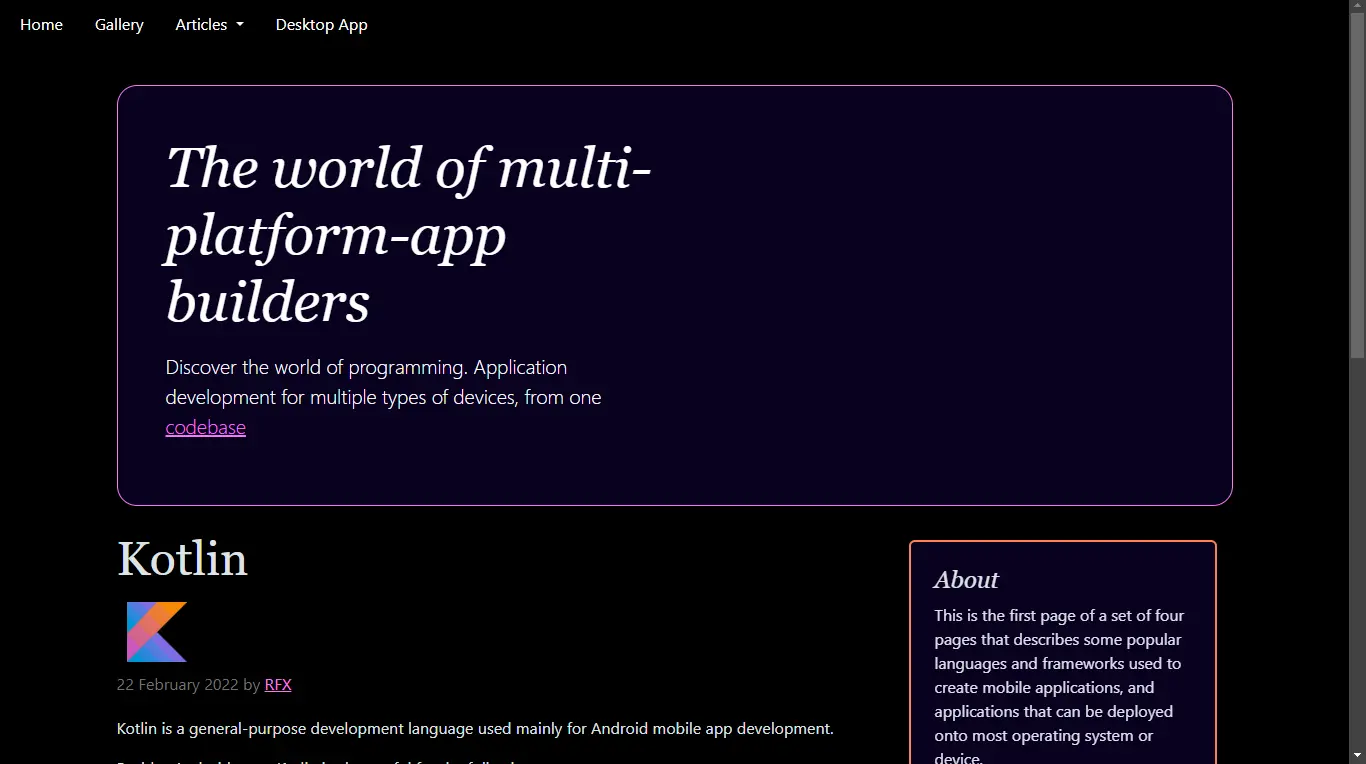 Home Gallery Articles Desktop App
The world of multi-
platform-app
builders
Discover the world of programming. Application
development for multiple types of devices, from one
codebase
Kotlin
22 February 2022 by RFX
Kotlin is a general-purpose development language used mainly for Android mobile app development.
About
This is the first page of a set of four
pages that describes some popular
languages and frameworks used to
create mobile applications, and
applications that can be deployed
onto most operating system or
device.